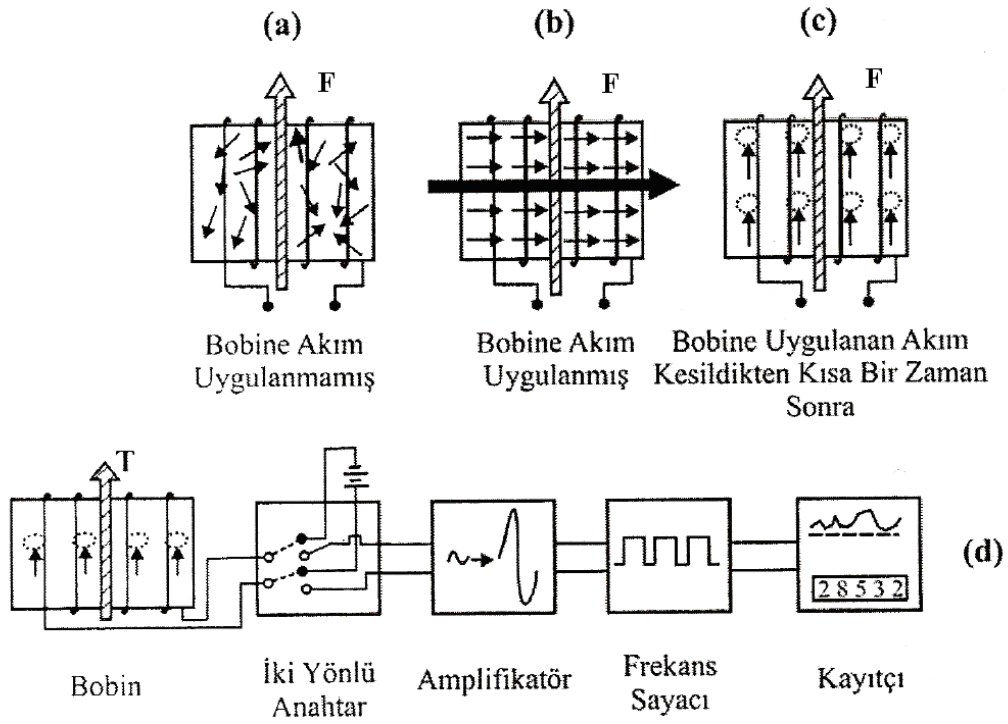 (a)
(b)
(c)
F
F
F
Bobine Akım
Uygulanmamış
Bobine Akım
Uygulanmış
Bobine Uygulanan Akım
Kesildikten Kısa Bir Zaman
Sonra
T
28532
(d)
Bobin
İki Yönlü
Anahtar
Amplifikatör
Frekans
Sayacı
Kayıtçı